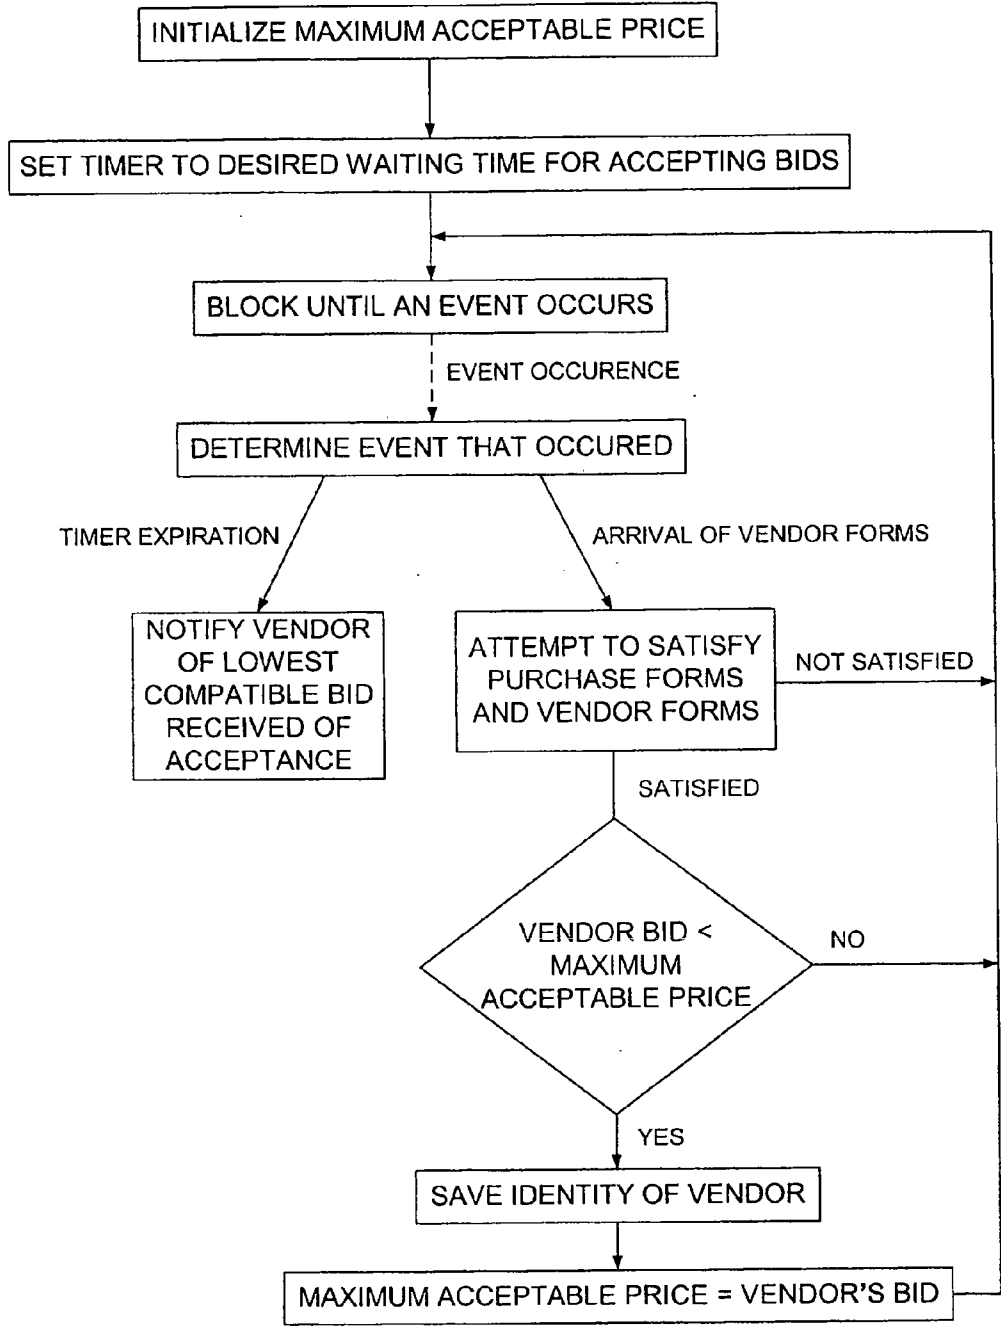 INITIALIZE MAXIMUM ACCEPTABLE PRICE
SET TIMER TO DESIRED WAITING TIME FOR ACCEPTING BIDS
BLOCK UNTIL AN EVENT OCCURS
EVENT OCCURENCE
DETERMINE EVENT THAT OCCURED
TIMER EXPIRATION
ARRIVAL OF VENDOR FORMS
NOTIFY VENDOR
OF LOWEST
COMPATIBLE BID
RECEIVED OF
ACCEPTANCE
ATTEMPT TO SATISFY
PURCHASE FORMS
AND VENDOR FORMS
NOT SATISFIED
SATISFIED
VENDOR BID <
MAXIMUM
ACCEPTABLE PRICE
NO
YES
SAVE IDENTITY OF VENDOR
MAXIMUM ACCEPTABLE PRICE = VENDOR'S BID